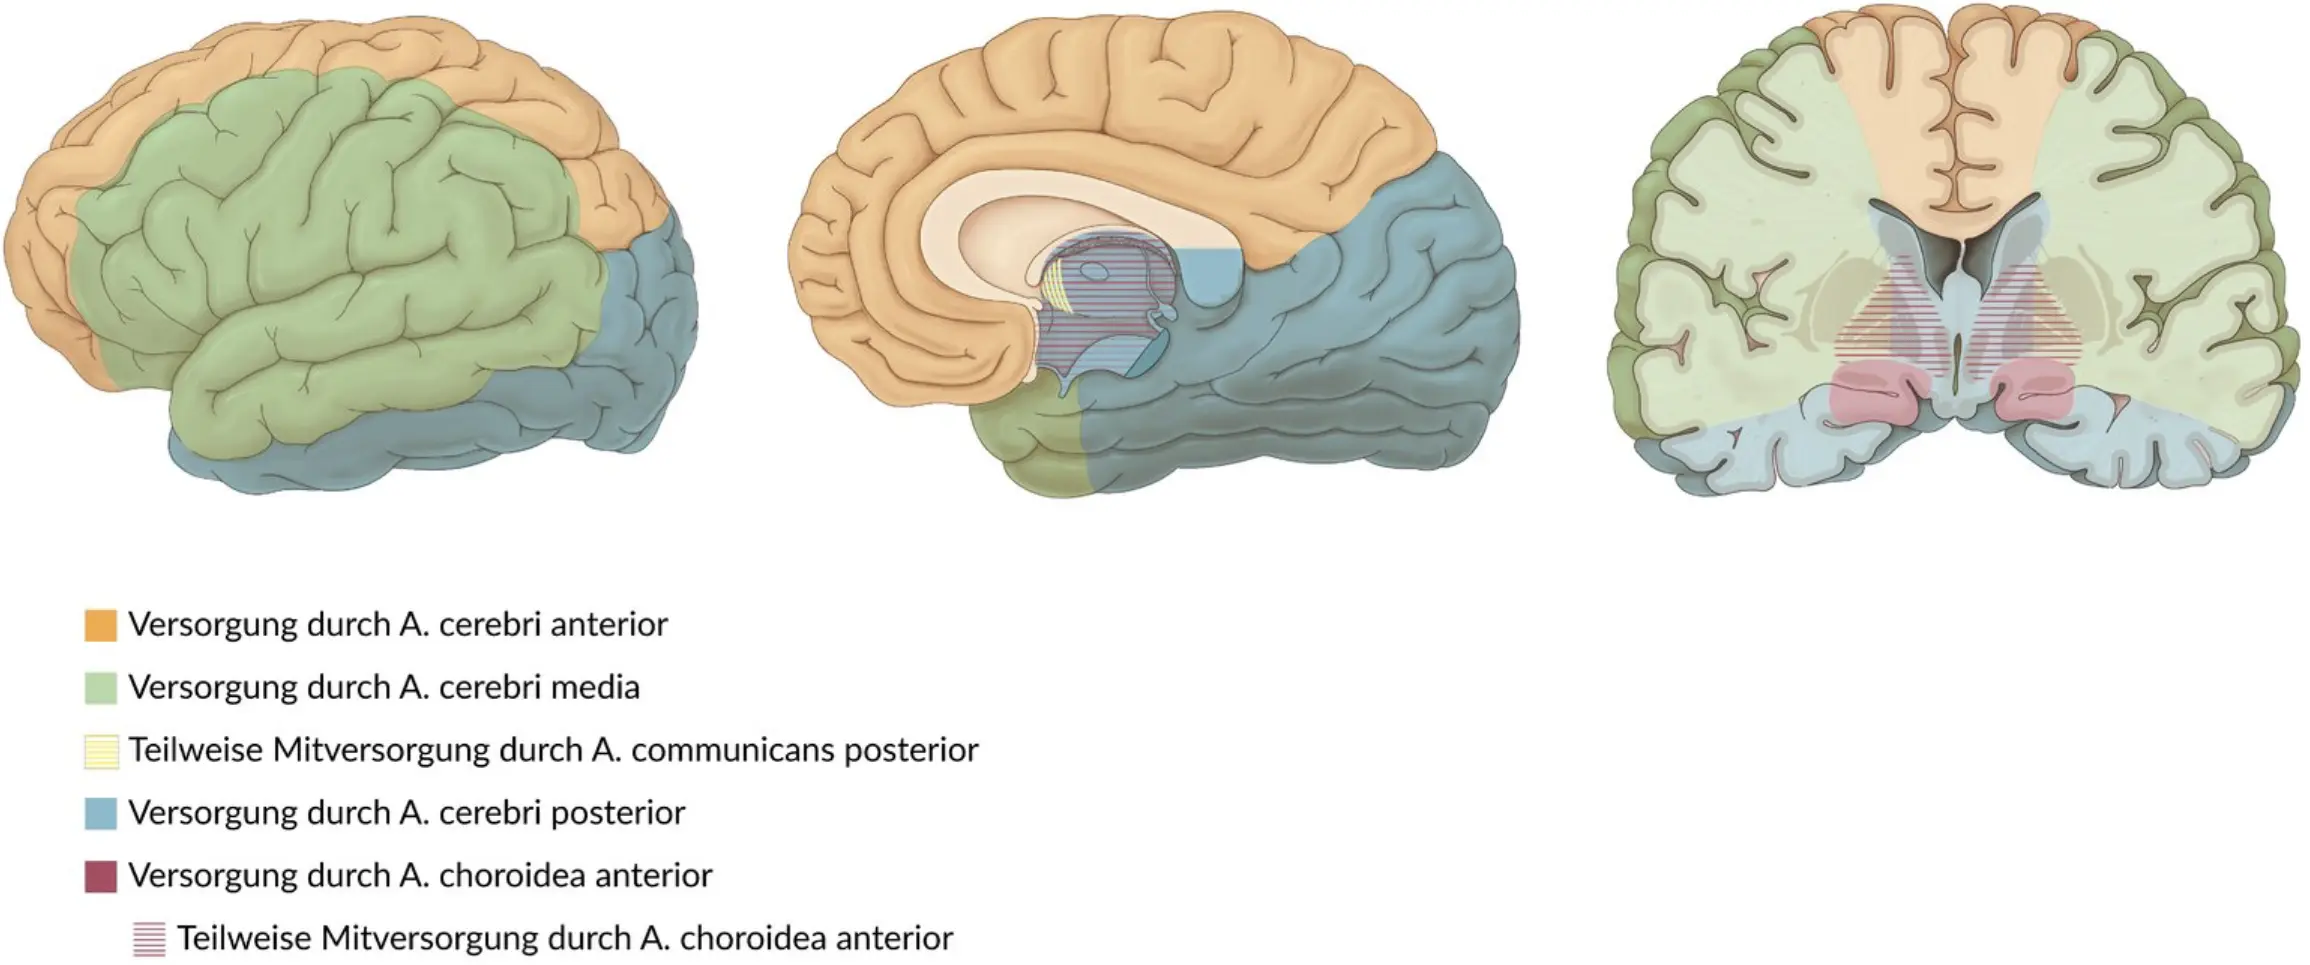 Versorgung durch A. cerebri anterior
Versorgung durch A. cerebri media
Teilweise Mitversorgung durch A. communicans posterior
Versorgung durch A. cerebri posterior
Versorgung durch A. choroidea anterior
Teilweise Mitversorgung durch A. choroidea anterior